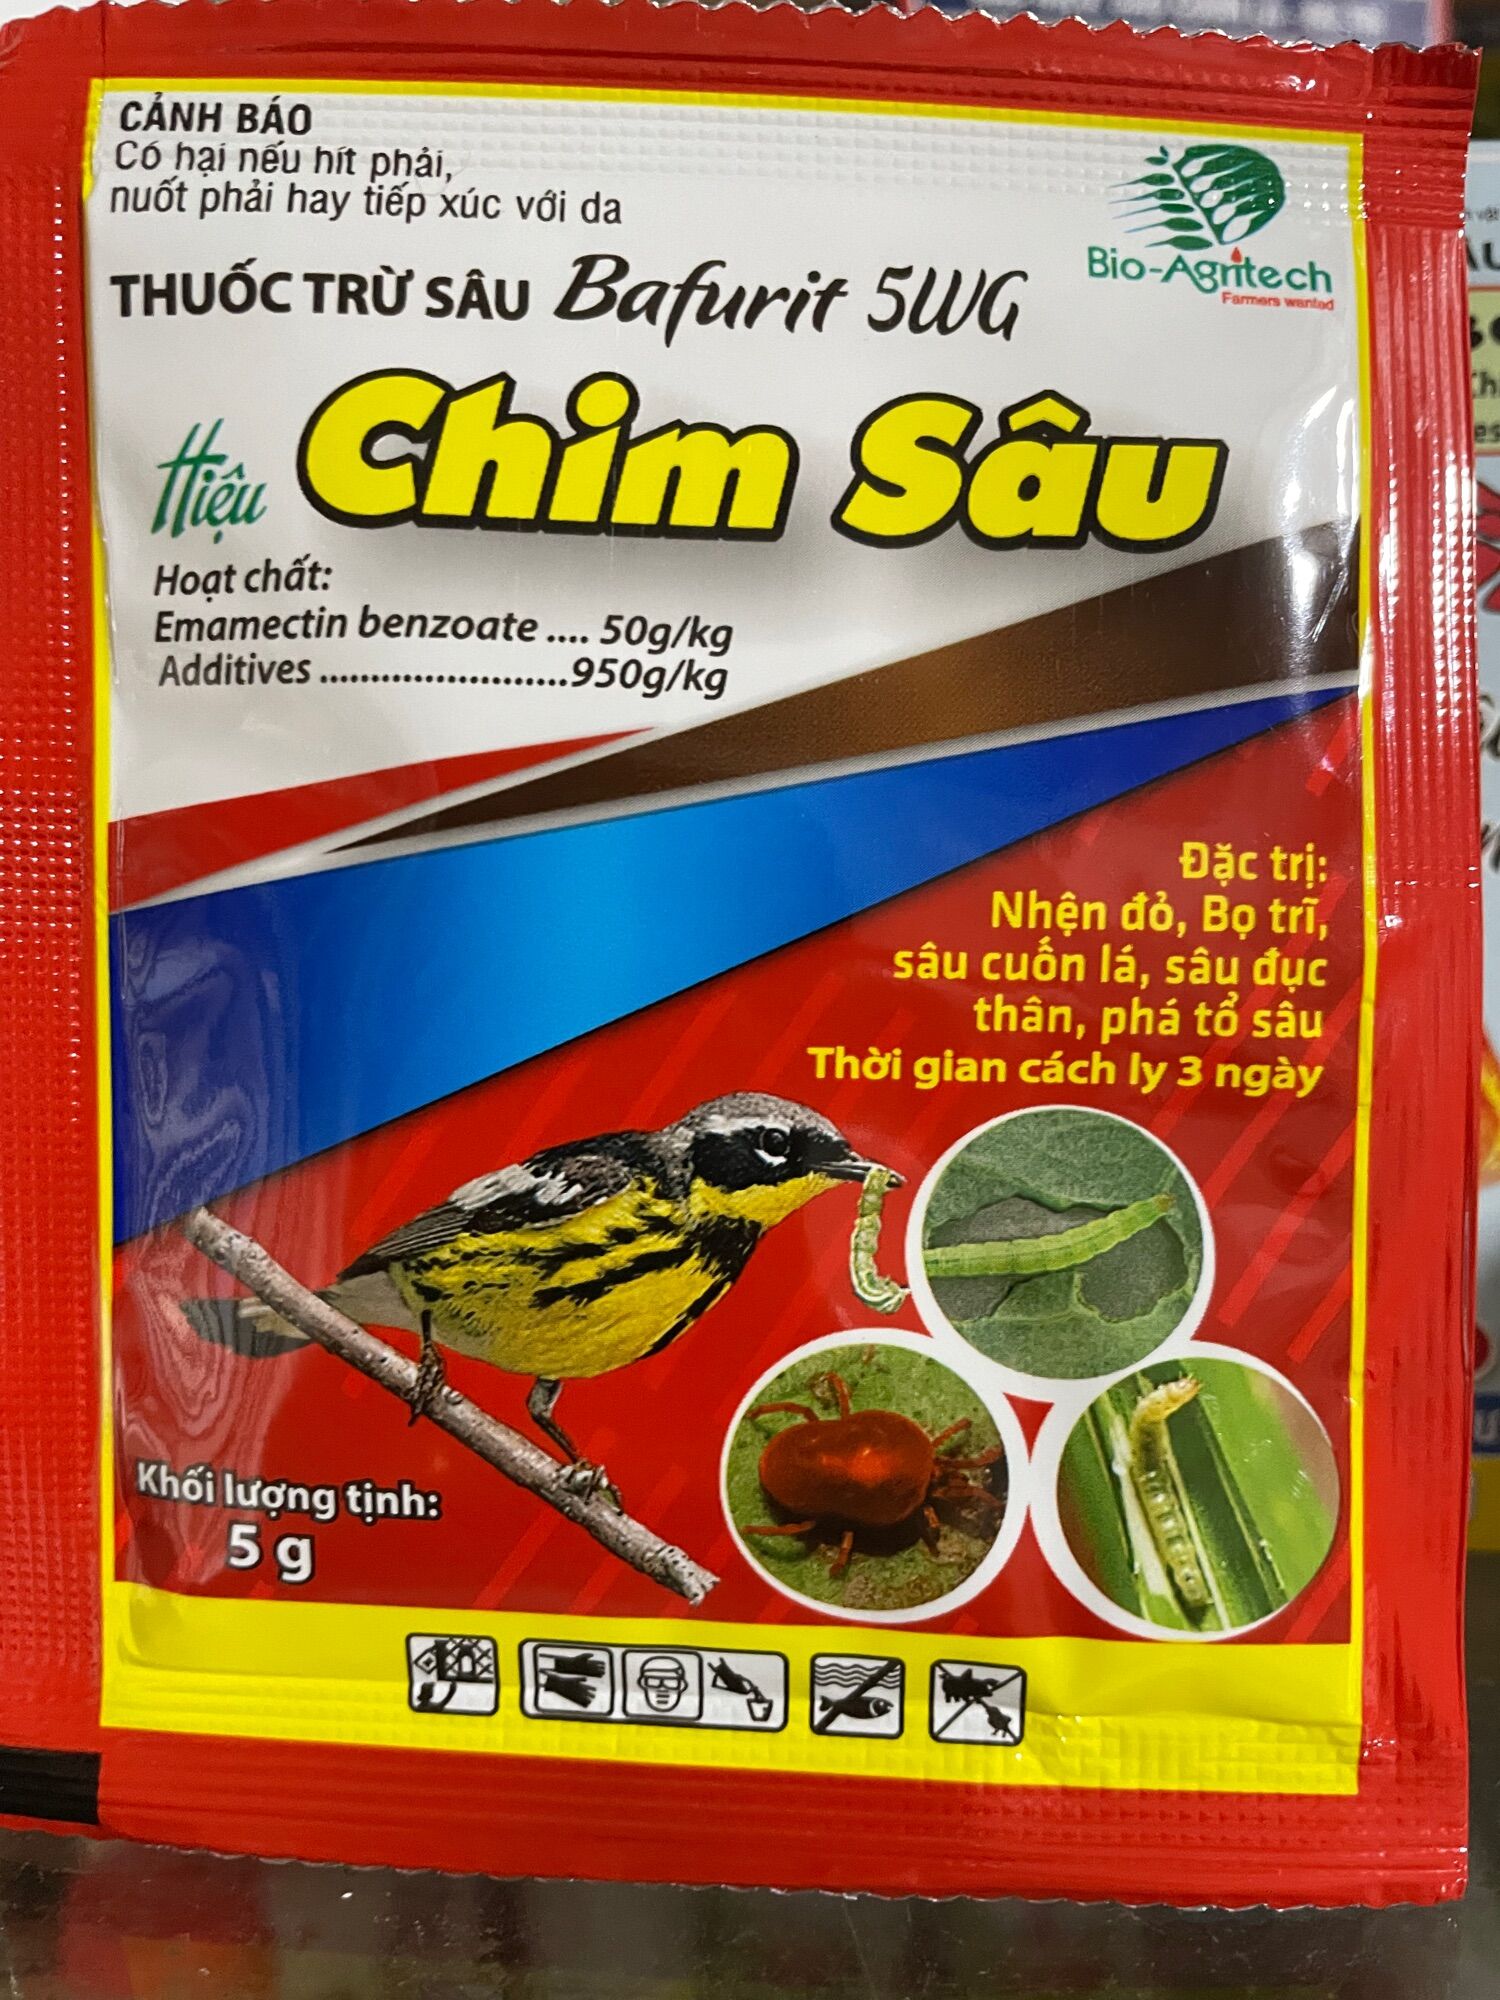 CẢNH BÁO
Có hại nếu hít phải,
nuốt phải hay tiếp xúc với da
Bio-Agritech
Farmers wanted
THUỐC TRỪ SÂU Bafurit 5WG
Hiệu Chim Sâu
Hoạt chất:
Emamectin benzoate .... 50g/kg
Additives ........................950g/kg
Đặc trị:
Nhện đỏ, Bọ trĩ,
sâu cuốn lá, sâu đục
thân, phá tổ sâu
Thời gian cách ly 3 ngày
Khối lượng tịnh:
5 g